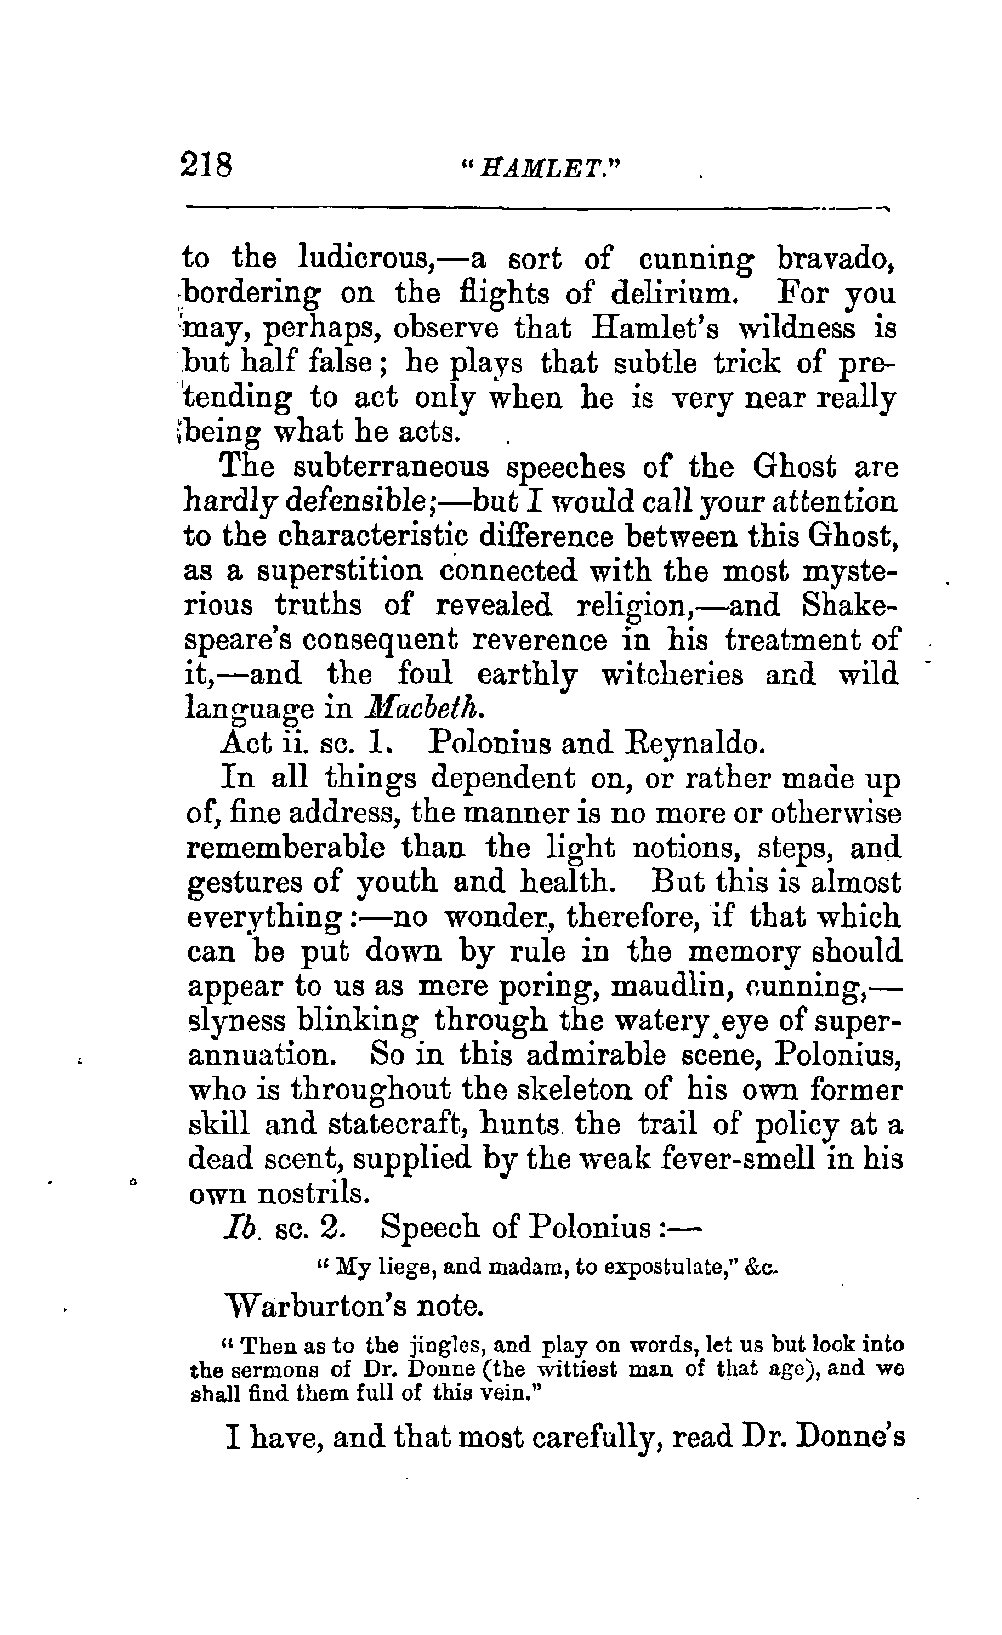 218 "HAMLET."
to the ludicrous,—a sort of cunning bravado,
bordering on the flights of delirium. For you
may, perhaps, observe that Hamlet's wildness is
but half false; he plays that subtle trick of pre-
tending to act only when he is very near really
being what he acts.
The subterraneous speeches of the Ghost are
hardly defensible;—but I would call your attention
to the characteristic difference between this Ghost,
as a superstition connected with the most myste-
rious truths of revealed religion,—and Shake-
speare's consequent reverence in his treatment of
it,—and the foul earthly witcheries and wild
language in Macbeth.
Act ii. sc. 1. Polonius and Reynaldo.
In all things dependent on, or rather made up
of, fine address, the manner is no more or otherwise
rememberable than the light notions, steps, and
gestures of youth and health. But this is almost
everything:—no wonder, therefore, if that which
can be put down by rule in the memory should
appear to us as mere poring, maudlin, cunning,—
slyness blinking through the watery eye of super-
annuation. So in this admirable scene, Polonius,
who is throughout the skeleton of his own former
skill and statecraft, hunts the trail of policy at a
dead scent, supplied by the weak fever-smell in his
own nostrils.
Ib. sc. 2. Speech of Polonius:—
"My liege, and madam, to expostulate," &c.
Warburton's note.
"Then as to the jingles, and play on words, let us but look into
the sermons of Dr. Donne (the wittiest man of that age), and we
shall find them full of this vein."
I have, and that most carefully, read Dr. Donne's